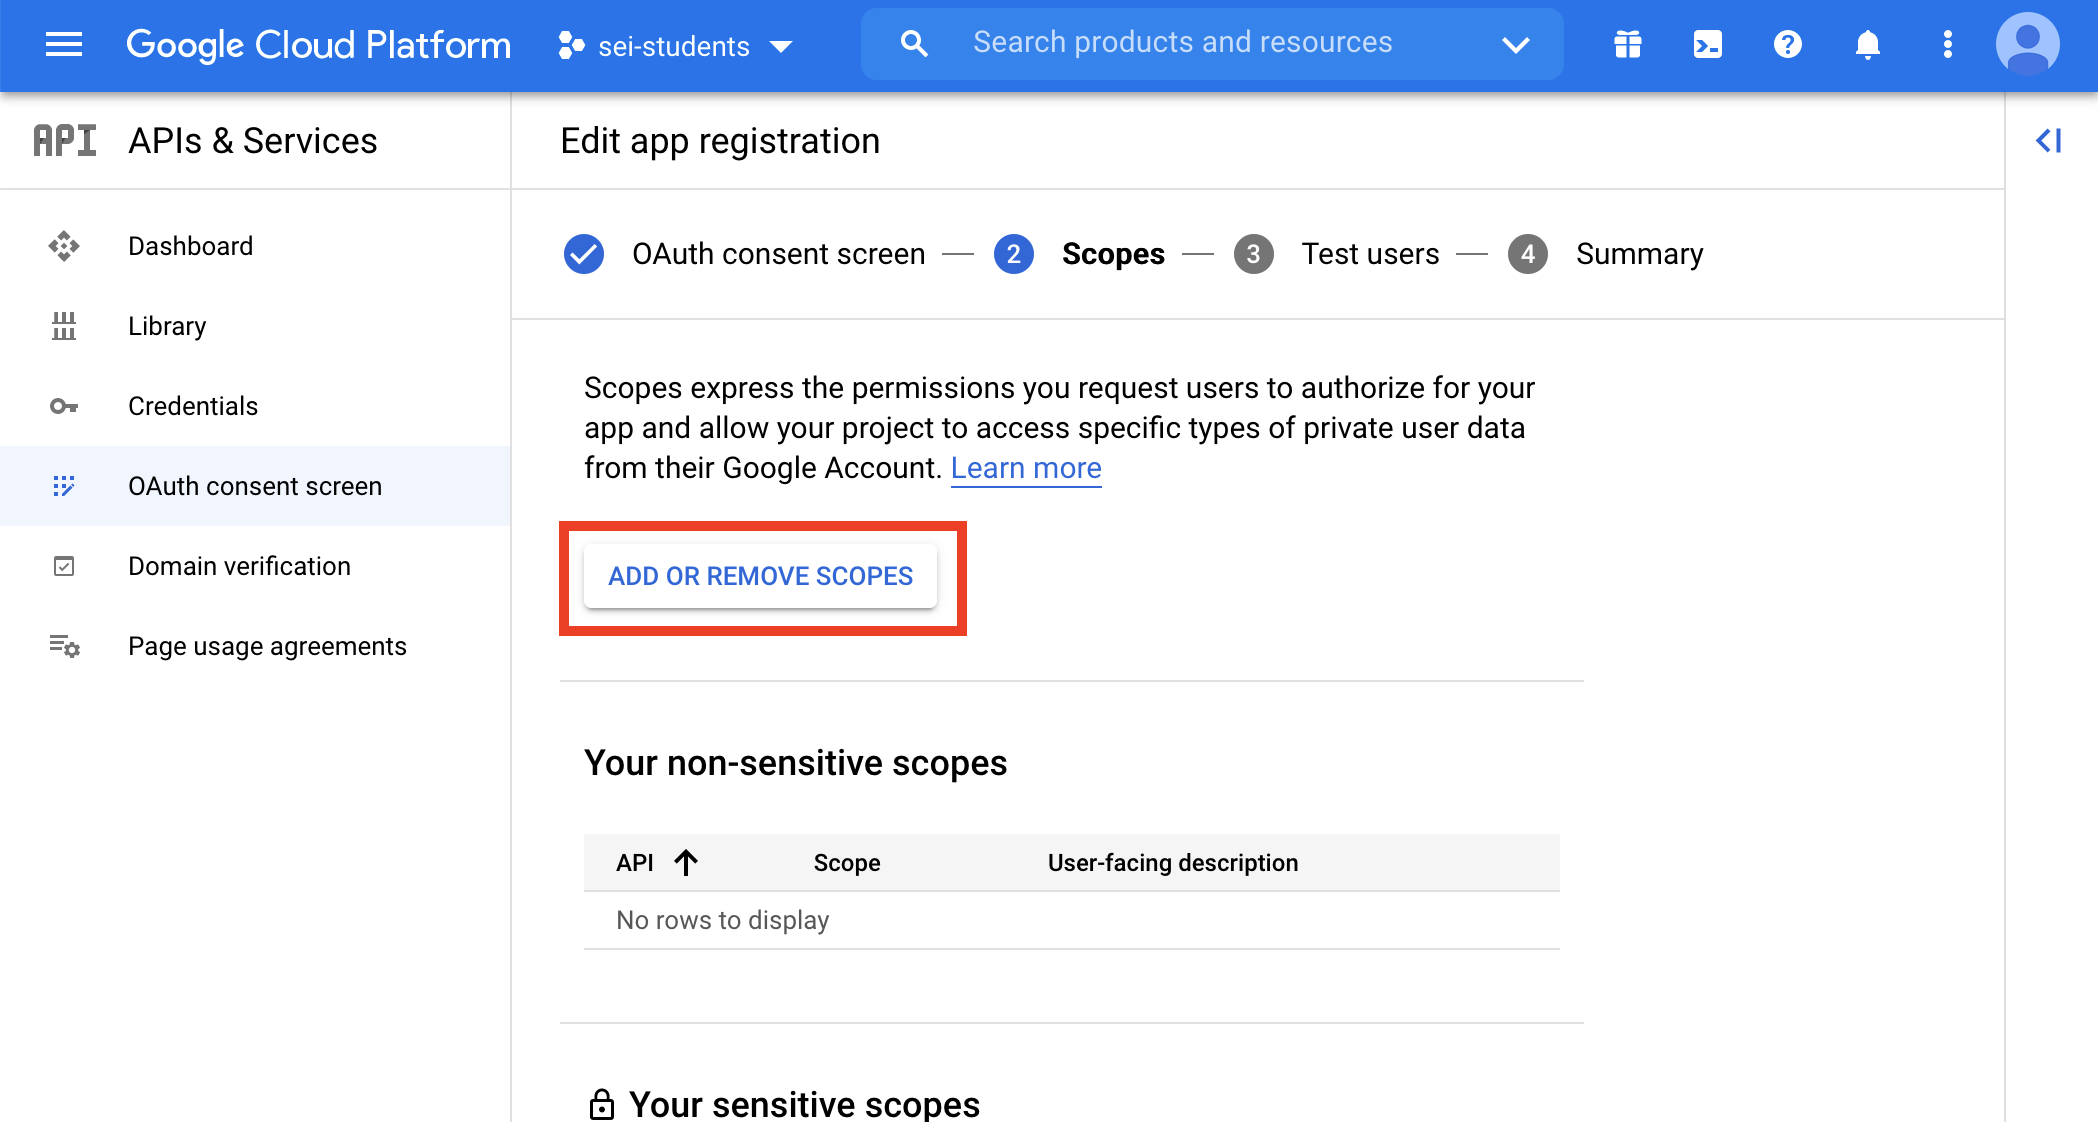 Google Cloud Platform
sei-students
Search products and resources
API APIs & Services
Edit app registration
Dashboard
Library
Credentials
OAuth consent screen
Domain verification
Page usage agreements
OAuth consent screen — 2 Scopes — 3 Test users — 4 Summary
Scopes express the permissions you request users to authorize for your
app and allow your project to access specific types of private user data
from their Google Account. Learn more
ADD OR REMOVE SCOPES
Your non-sensitive scopes
API Scope User-facing description
No rows to display
Your sensitive scopes